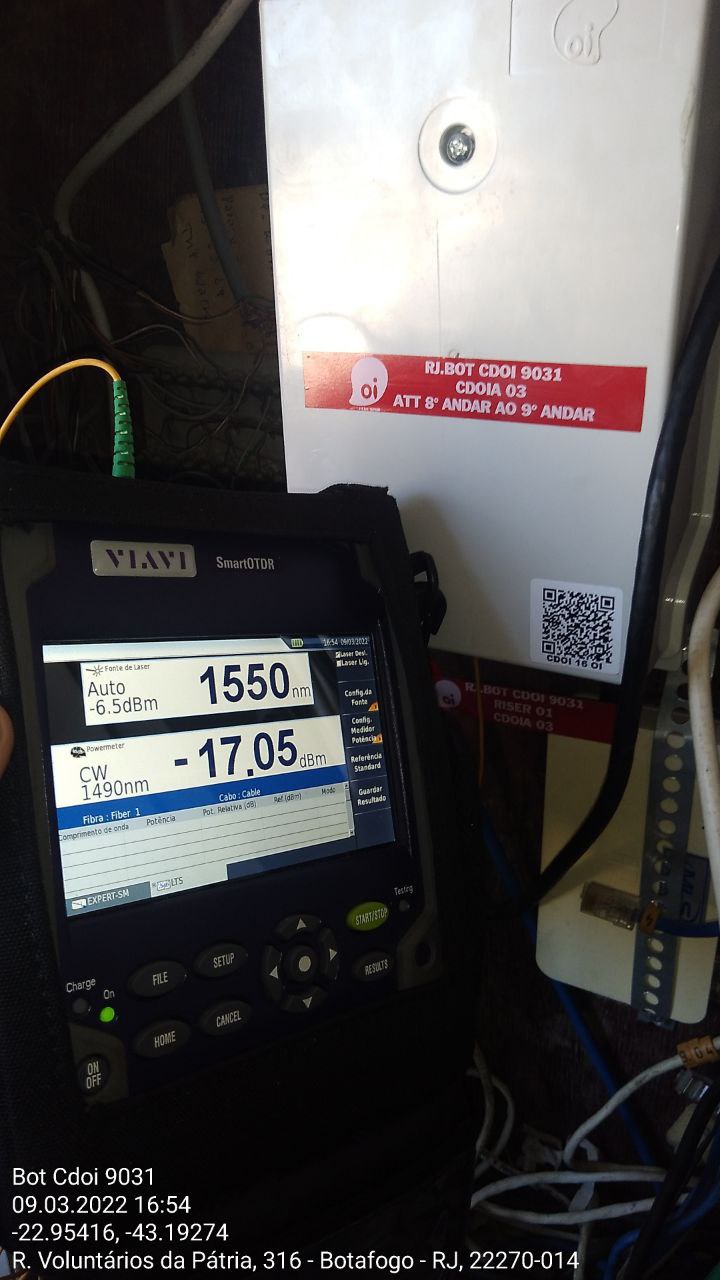 oi
oi
RJ.BOT CDOI 9031
CDOIA 03
ATT 8° ANDAR AO 9° ANDAR
VIAVI
SmartOTDR
CDOI 16 OI
oi
RJ.BOT CDOI 9031
RISER 01
CDOIA 03
16:54 09/03/2022
Fonte de Laser
Auto
-6.5dBm
1550nm
Laser Desl.
Laser Lig.
Config.da
Fonte
Powermeter
CW
1490nm
-17.05dBm
Config.
Medidor
Potência
Referência
Standard
Guardar
Resultado
Fibra : Fiber 1
Cabo : Cable
Comprimento de onda
Potência
Pot. Relativa (dB)
Ref (dBm)
Modo
EXPERT-SM
LTS
Testing
START/STOP
Charge
On
FILE
SETUP
RESULTS
HOME
CANCEL
ON
OFF
Bot Cdoi 9031
09.03.2022 16:54
-22.95416, -43.19274
R. Voluntários da Pátria, 316 - Botafogo - RJ, 22270-014